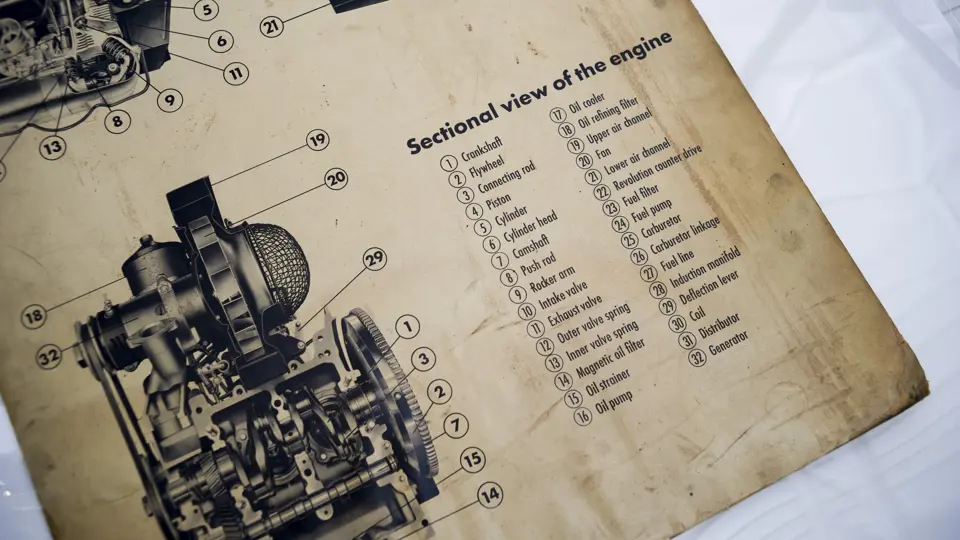 5
6
11
9
8
13
21
19
20
29
18
32
1
3
2
7
15
14
Sectional view of the engine
1 Crankshaft
2 Flywheel
3 Connecting rod
4 Piston
5 Cylinder
6 Cylinder head
7 Camshaft
8 Push rod
9 Rocker arm
10 Intake valve
11 Exhaust valve
12 Outer valve spring
13 Inner valve spring
14 Magnetic oil filter
15 Oil strainer
16 Oil pump
17 Oil cooler
18 Oil refining filter
19 Upper air channel
20 Fan
21 Lower air channel
22 Revolution counter drive
23 Fuel filter
24 Fuel pump
25 Carburetor
26 Carburetor linkage
27 Fuel line
28 Induction manifold
29 Deflection lever
30 Coil
31 Distributor
32 Generator